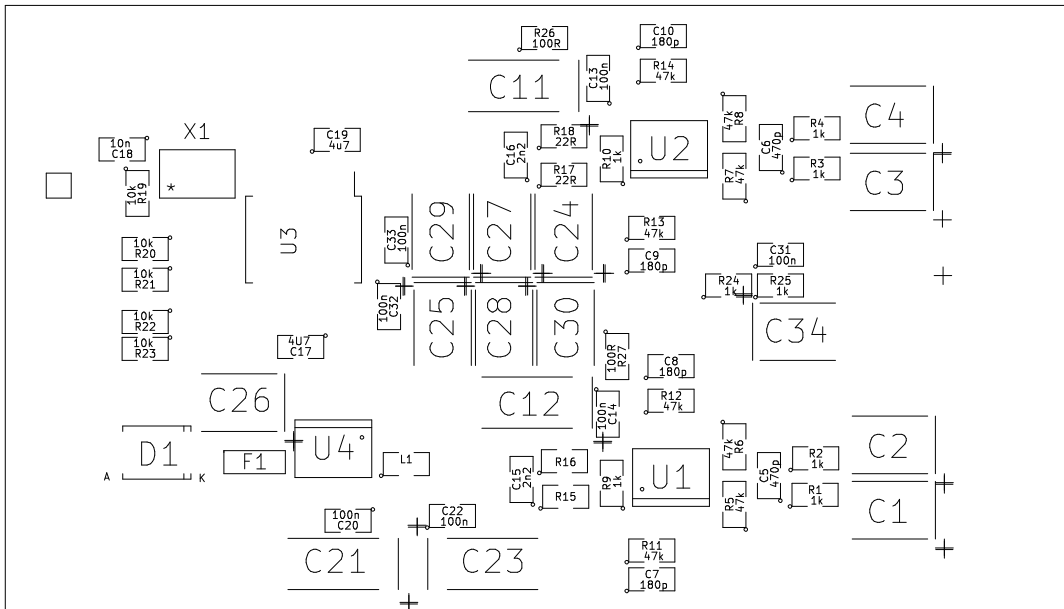 R26
100R
C10
180p
R14
47k
C13
100n
C11
X1
10n
C18
C19
4u7
C16
2n2
R18
22R
R17
22R
R10
1k
U2
47k
R8
R7
47k
C6
470p
R4
1k
R3
1k
C4
C3
*
10k
R19
U3
C33
100n
C29
C27
C24
R13
47k
C9
180p
C31
100n
R24
1k
R25
1k
10k
R20
10k
R21
10k
R22
10k
R23
100n
C32
C25
C28
C30
C34
4U7
C17
100R
R27
C8
180p
R12
47k
C26
C12
100n
C14
A
D1
K
F1
U4
L1
C15
2n2
R16
R15
R9
1k
U1
47k
R6
R5
47k
C5
470p
R2
1k
R1
1k
C2
C1
100n
C20
C22
100n
C21
C23
R11
47k
C7
180p